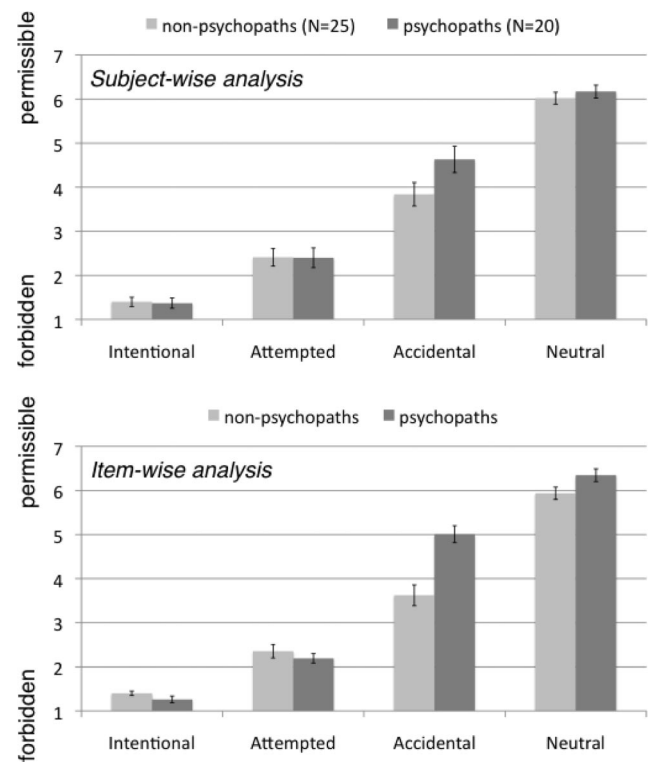 non-psychopaths (N=25) psychopaths (N=20)
permissible
forbidden
7
6
5
4
3
2
1
Subject-wise analysis
Intentional Attempted Accidental Neutral
non-psychopaths psychopaths
permissible
forbidden
7
6
5
4
3
2
1
Item-wise analysis
Intentional Attempted Accidental Neutral